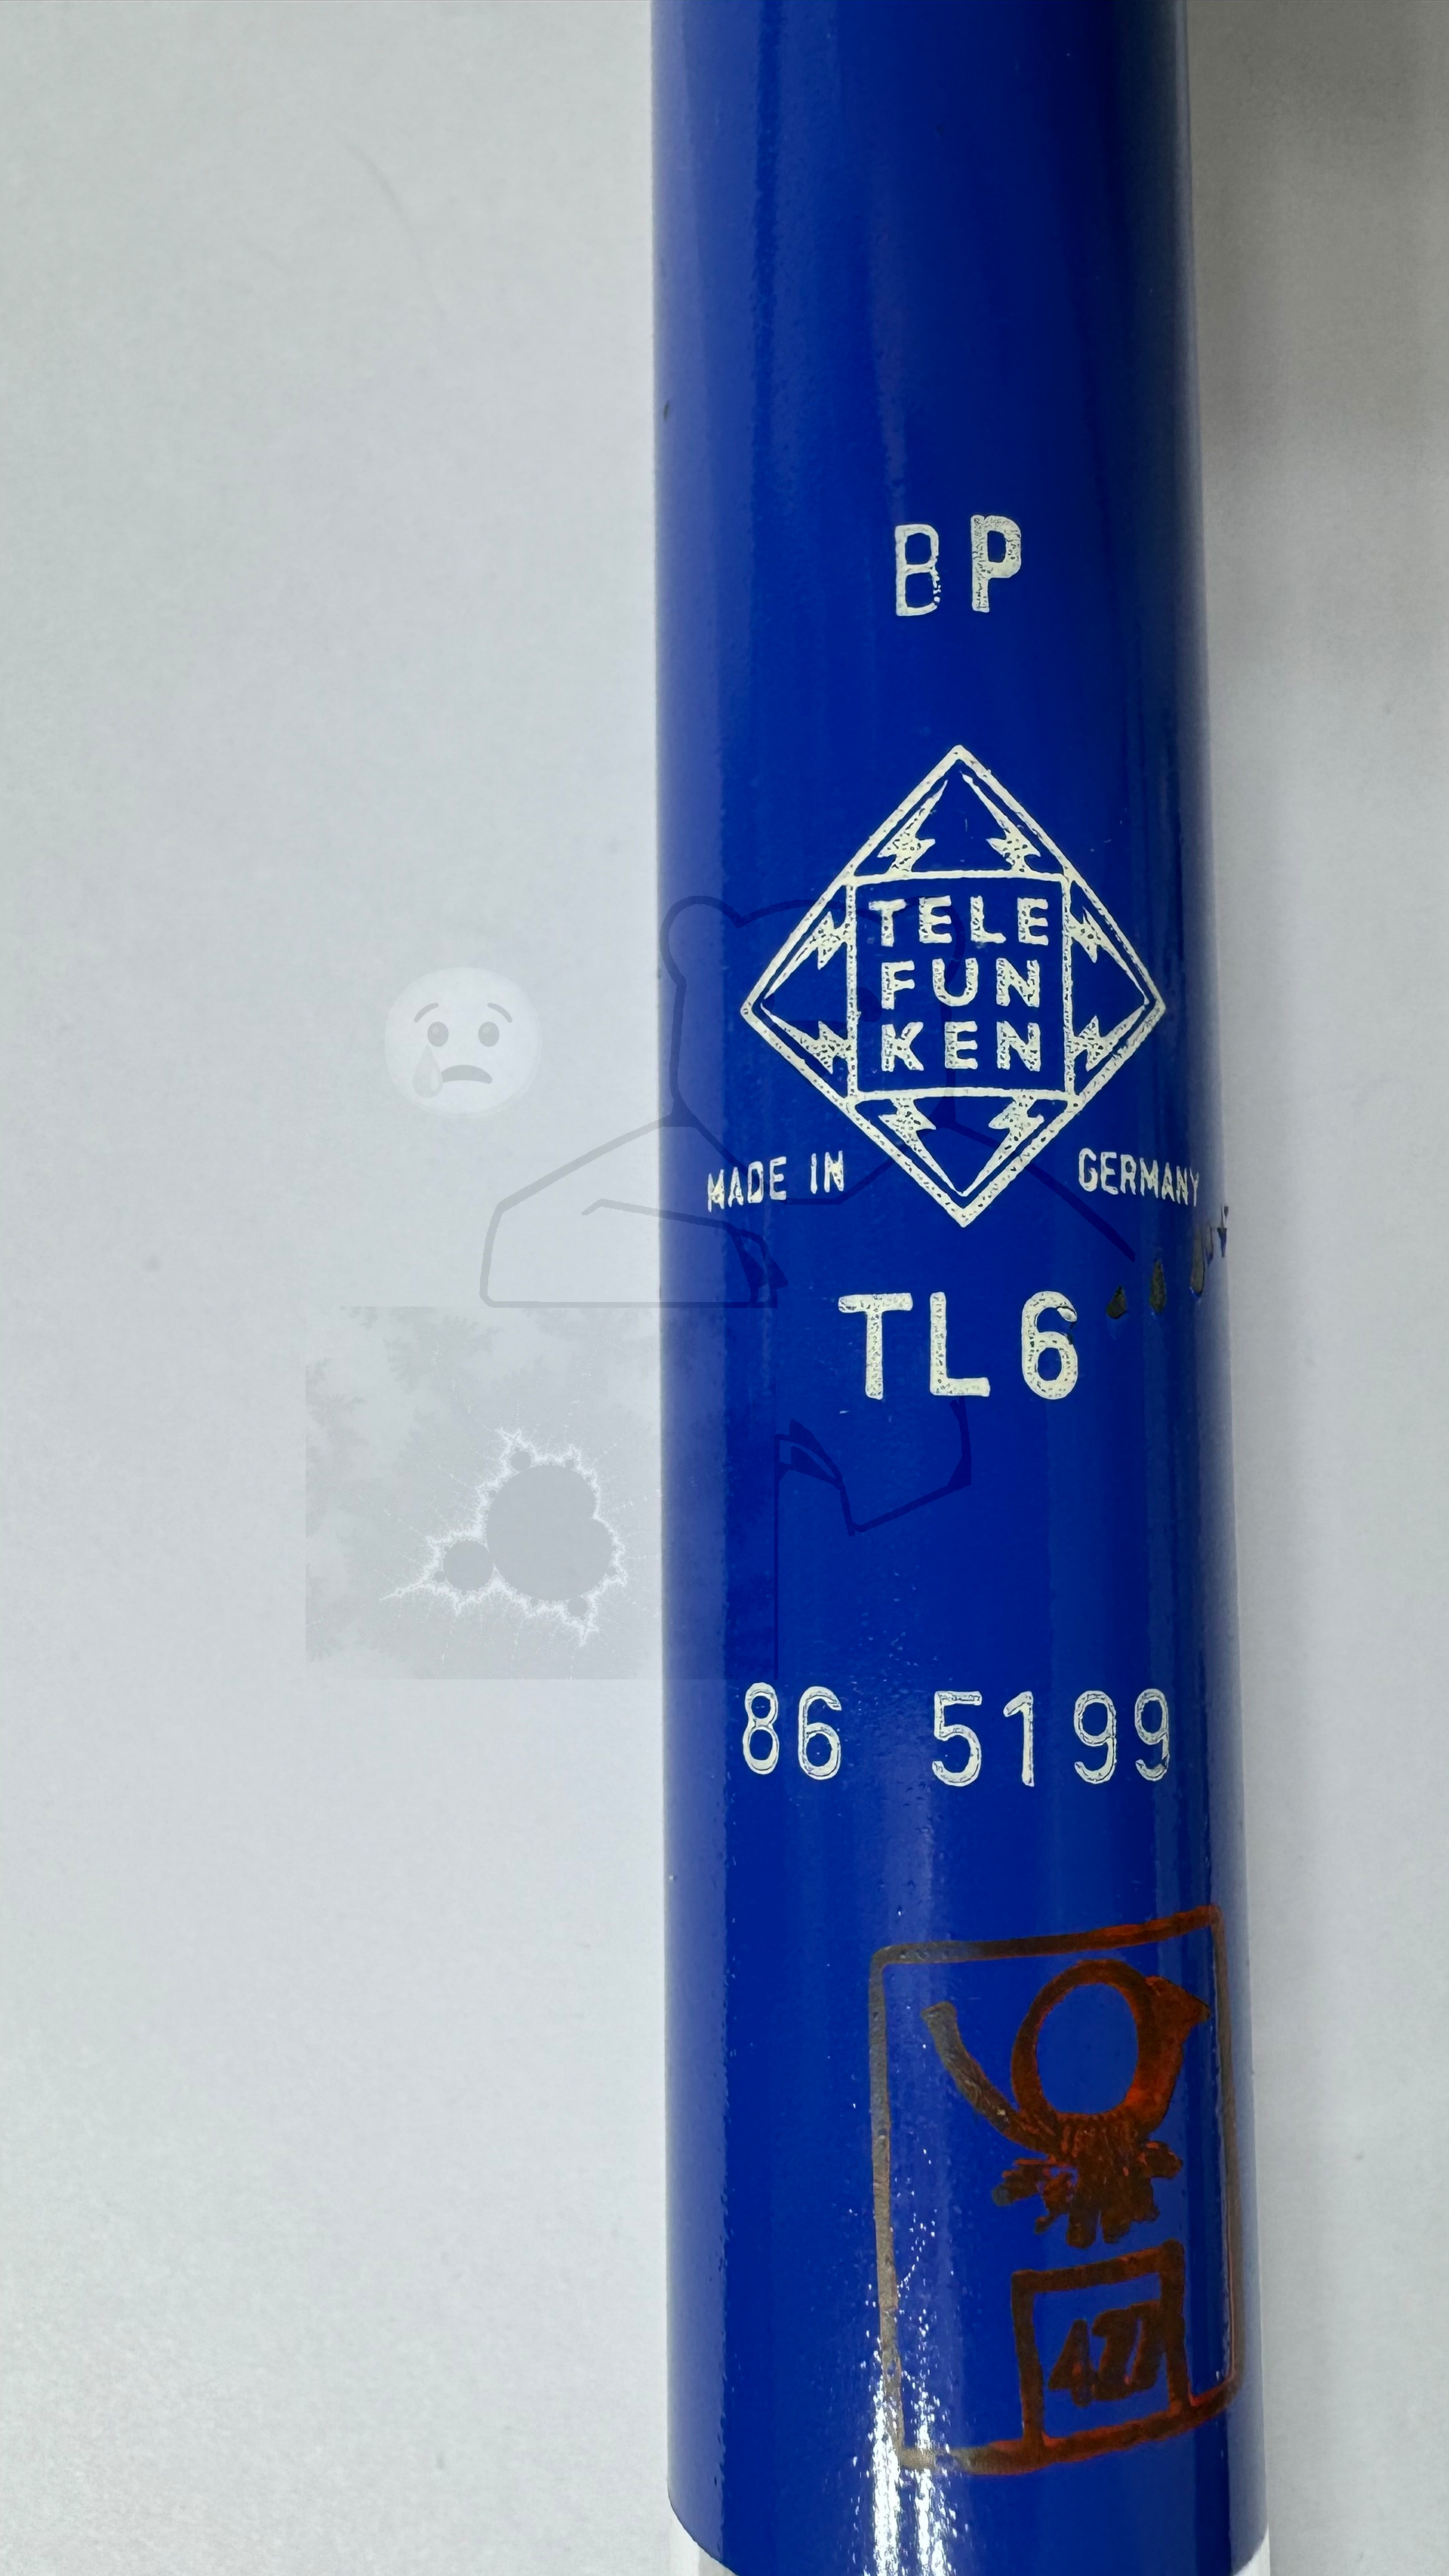 BP
TELE
FUN
KEN
MADE IN GERMANY
TL6
86 5199